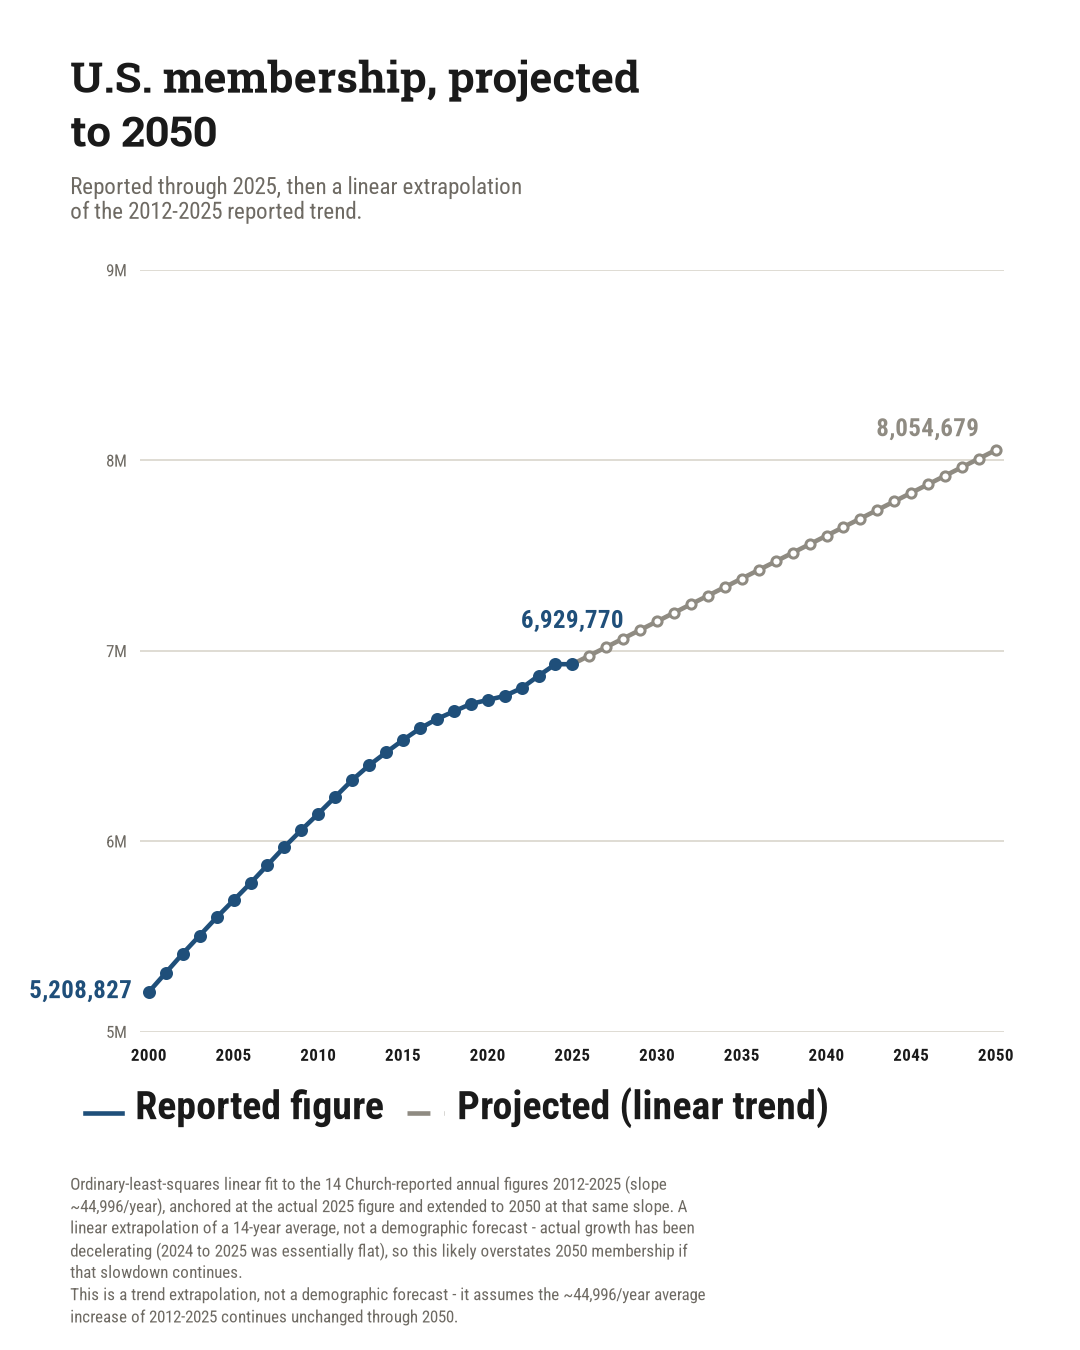 U.S. membership, projected
to 2050
Reported through 2025, then a linear extrapolation
of the 2012-2025 reported trend.
9M
8,054,679
8M
6,929,770
7M
6M
5,208,827
5M
2000 2005 2010 2015 2020 2025 2030 2035 2040 2045 2050
Reported figure Projected (linear trend)
Ordinary-least-squares linear fit to the 14 Church-reported annual figures 2012-2025 (slope
~44,996/year), anchored at the actual 2025 figure and extended to 2050 at that same slope. A
linear extrapolation of a 14-year average, not a demographic forecast - actual growth has been
decelerating (2024 to 2025 was essentially flat), so this likely overstates 2050 membership if
that slowdown continues.
This is a trend extrapolation, not a demographic forecast - it assumes the ~44,996/year average
increase of 2012-2025 continues unchanged through 2050.